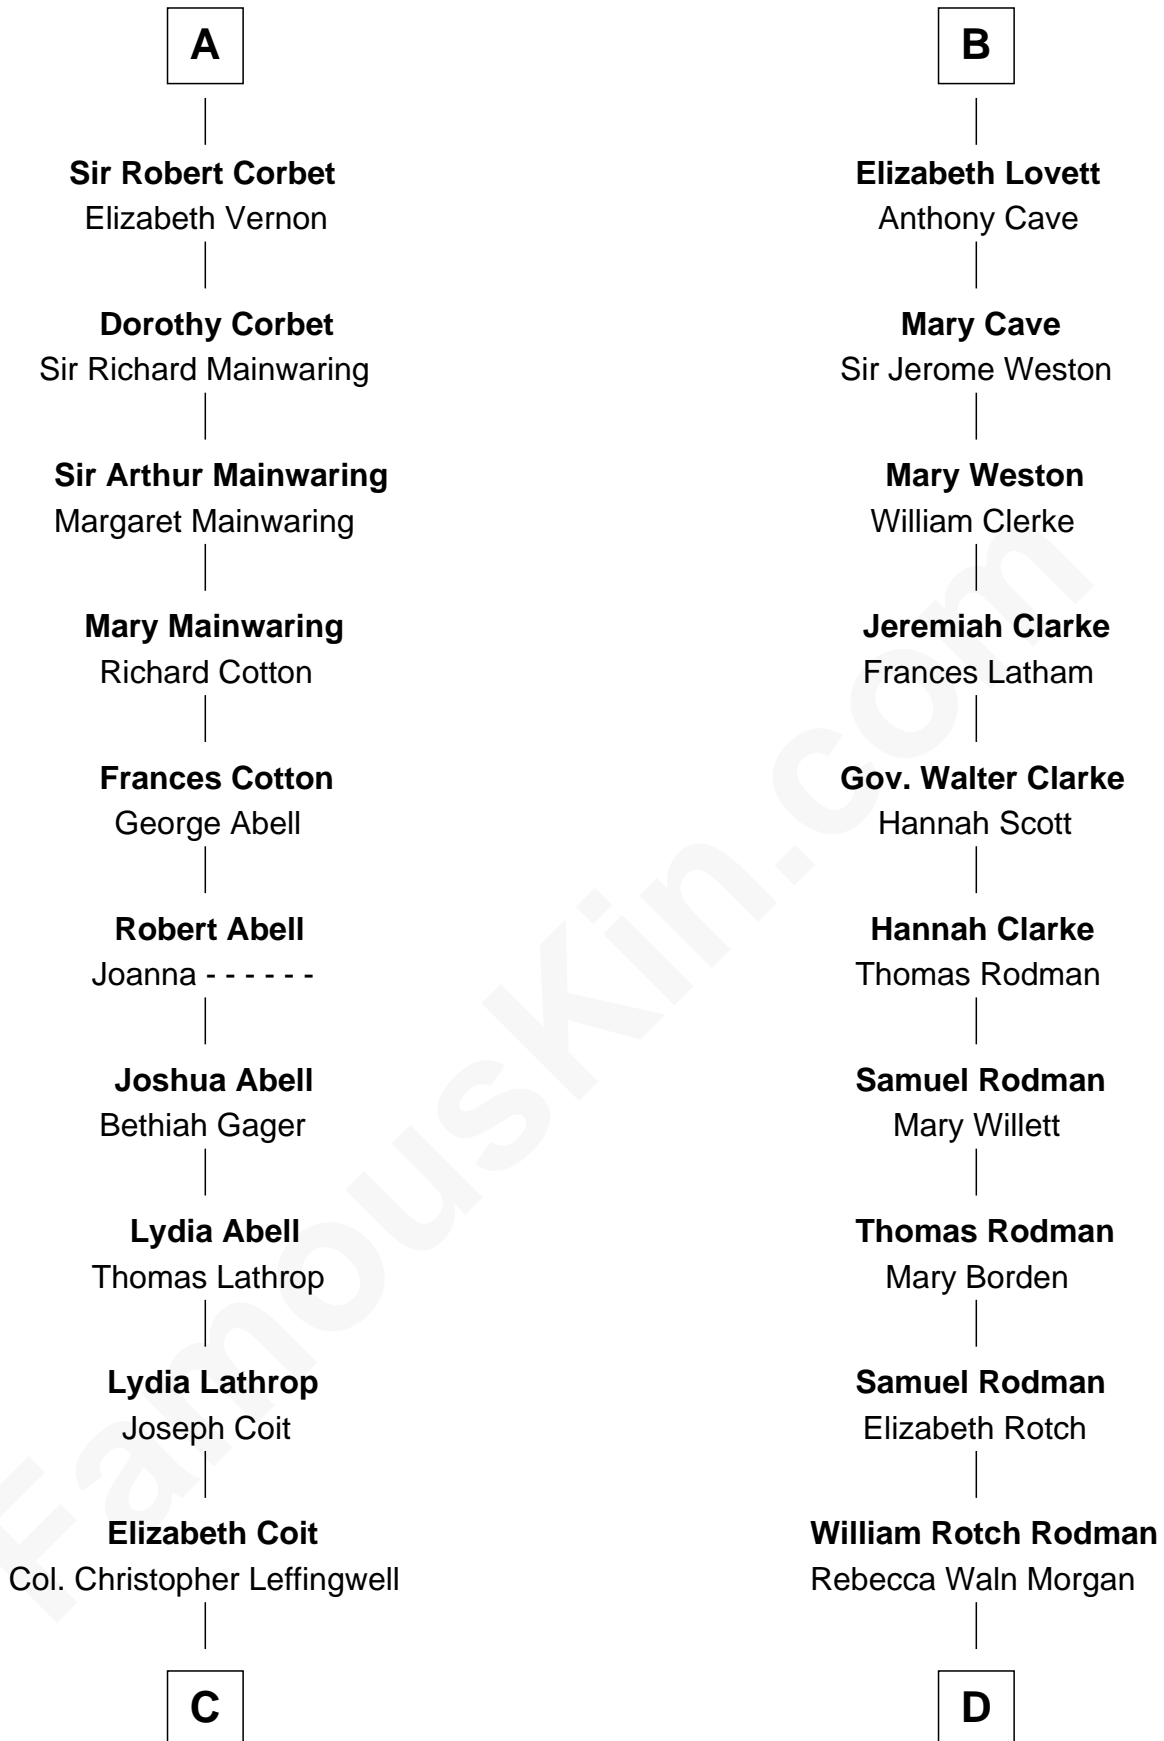 A
Sir Robert Corbet
Elizabeth Vernon
Dorothy Corbet
Sir Richard Mainwaring
Sir Arthur Mainwaring
Margaret Mainwaring
Mary Mainwaring
Richard Cotton
Frances Cotton
George Abell
Robert Abell
Joanna - - - - - -
Joshua Abell
Bethiah Gager
Lydia Abell
Thomas Lathrop
Lydia Lathrop
Joseph Coit
Elizabeth Coit
Col. Christopher Leffingwell
C
B
Elizabeth Lovett
Anthony Cave
Mary Cave
Sir Jerome Weston
Mary Weston
William Clerke
Jeremiah Clarke
Frances Latham
Gov. Walter Clarke
Hannah Scott
Hannah Clarke
Thomas Rodman
Samuel Rodman
Mary Willett
Thomas Rodman
Mary Borden
Samuel Rodman
Elizabeth Rotch
William Rotch Rodman
Rebecca Waln Morgan
D
FamousKin.com